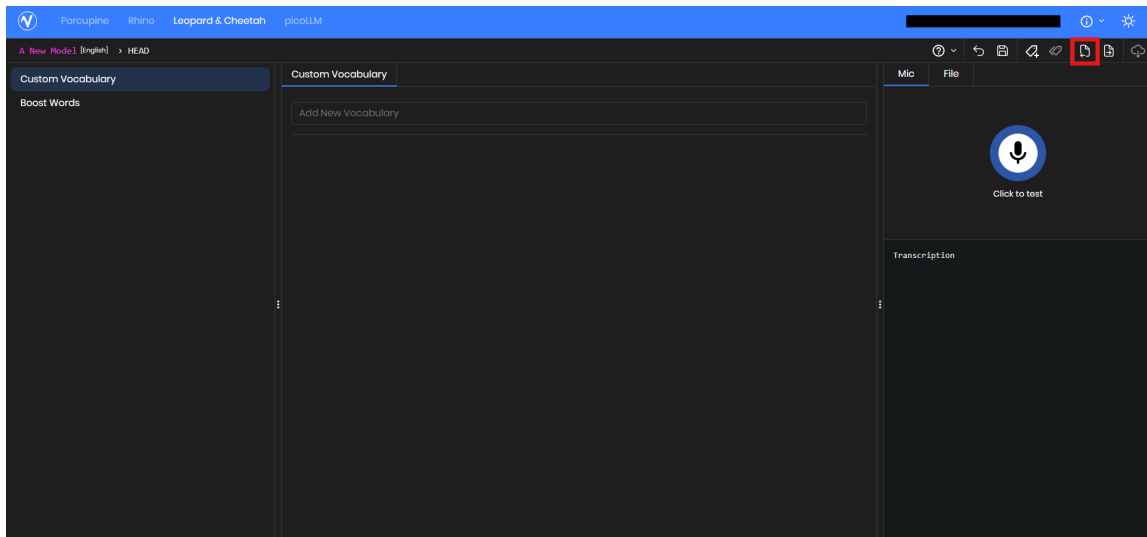 Porcupine Rhino Leopard & Cheetah picoLLM
A New Model [English] > HEAD
Custom Vocabulary
Boost Words
Custom Vocabulary
Add New Vocabulary
Mic File
Click to test
Transcription